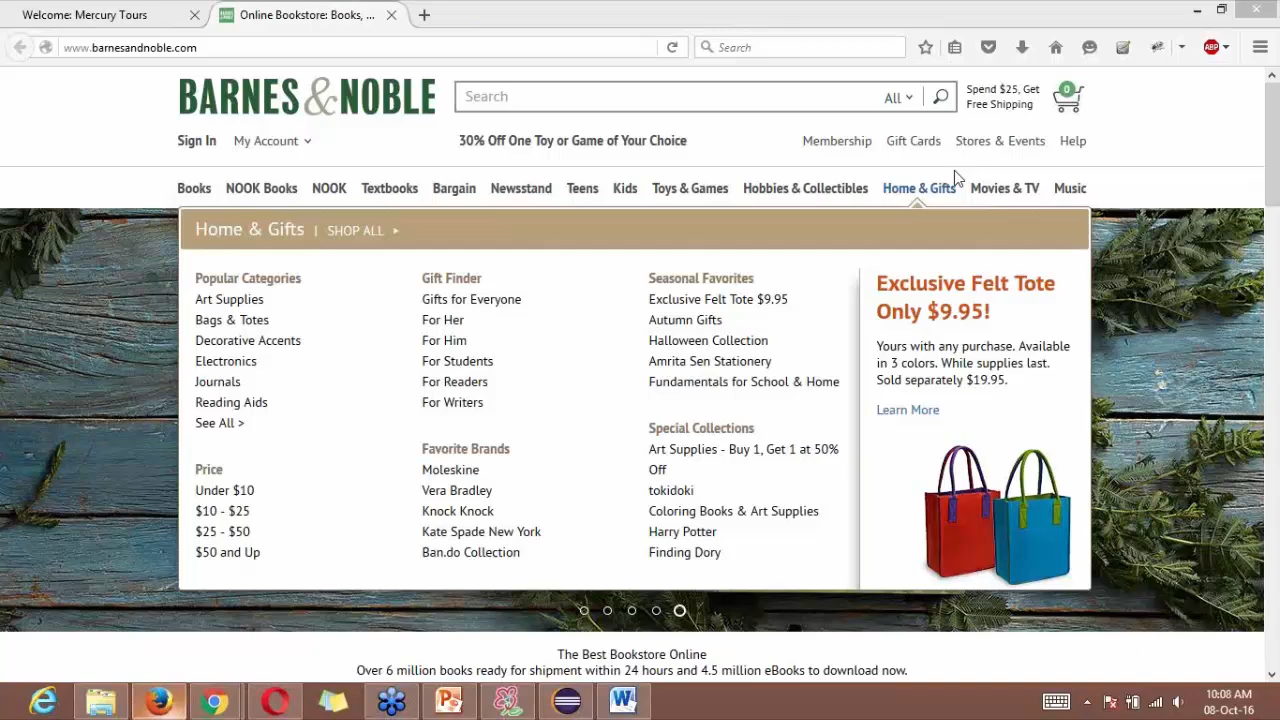 Welcome: Mercury Tours
Online Bookstore: Books, ...
www.barnesandnoble.com
Search
ABP
BARNES&NOBLE
Search
All
Spend $25, Get
Free Shipping
0
Sign In
My Account
30% Off One Toy or Game of Your Choice
Membership
Gift Cards
Stores & Events
Help
Books
NOOK Books
NOOK
Textbooks
Bargain
Newsstand
Teens
Kids
Toys & Games
Hobbies & Collectibles
Home & Gifts
Movies & TV
Music
Home & Gifts | SHOP ALL
Popular Categories
Art Supplies
Bags & Totes
Decorative Accents
Electronics
Journals
Reading Aids
See All >
Price
Under $10
$10 - $25
$25 - $50
$50 and Up
Gift Finder
Gifts for Everyone
For Her
For Him
For Students
For Readers
For Writers
Favorite Brands
Moleskine
Vera Bradley
Knock Knock
Kate Spade New York
Ban.do Collection
Seasonal Favorites
Exclusive Felt Tote $9.95
Autumn Gifts
Halloween Collection
Amrita Sen Stationery
Fundamentals for School & Home
Special Collections
Art Supplies - Buy 1, Get 1 at 50%
Off
tokidoki
Coloring Books & Art Supplies
Harry Potter
Finding Dory
Exclusive Felt Tote
Only $9.95!
Yours with any purchase. Available
in 3 colors. While supplies last.
Sold separately $19.95.
Learn More
The Best Bookstore Online
Over 6 million books ready for shipment within 24 hours and 4.5 million eBooks to download now.
10:08 AM
08-Oct-16